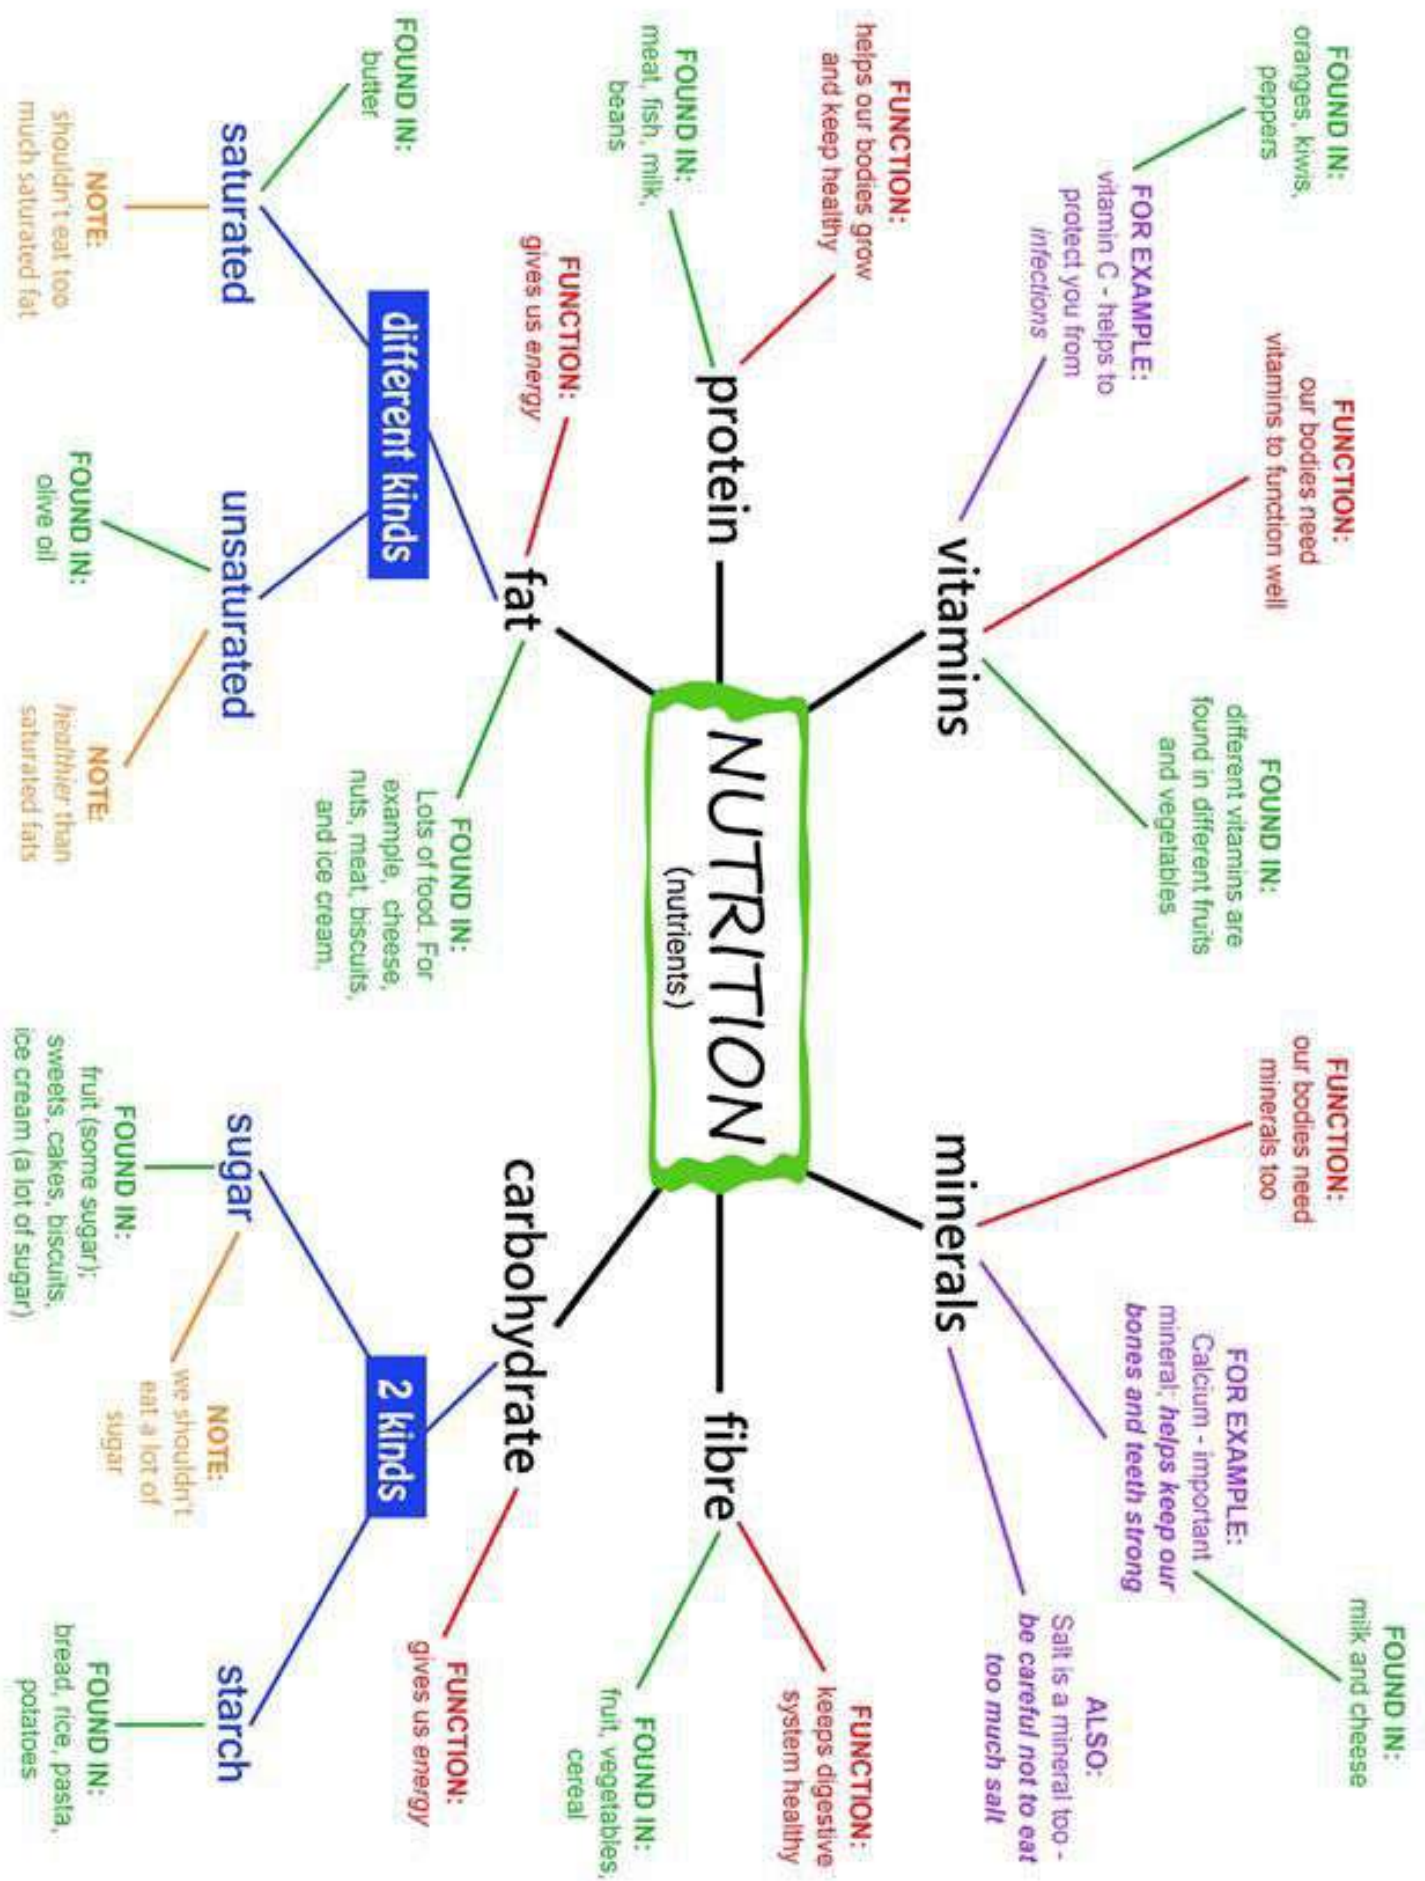 NUTRITION
(nutrients)
vitamins
FOR EXAMPLE:
vitamin C - helps to
protect you from
infections
FOUND IN:
oranges, kiwis,
peppers
FUNCTION:
our bodies need
vitamins to function well
FOUND IN:
different vitamins are
found in different fruits
and vegetables
minerals
FUNCTION:
our bodies need
minerals too
FOR EXAMPLE:
Calcium - important
mineral; helps keep our
bones and teeth strong
FOUND IN:
milk and cheese
ALSO:
Salt is a mineral too -
be careful not to eat
too much salt
protein
FUNCTION:
helps our bodies grow
and keep healthy
FOUND IN:
meat, fish, milk,
beans
fibre
FUNCTION:
keeps digestive
system healthy
FOUND IN:
fruit, vegetables,
cereal
fat
FUNCTION:
gives us energy
FOUND IN:
Lots of food. For
example, cheese,
nuts, meat, biscuits,
and ice cream,
different kinds
saturated
FOUND IN:
butter
NOTE:
shouldn't eat too
much saturated fat
unsaturated
FOUND IN:
olive oil
NOTE:
healthier than
saturated fats
carbohydrate
FUNCTION:
gives us energy
2 kinds
sugar
FOUND IN:
fruit (some sugar);
sweets, cakes, biscuits,
ice cream (a lot of sugar)
NOTE:
we shouldn't
eat a lot of
sugar
starch
FOUND IN:
bread, rice, pasta,
potatoes